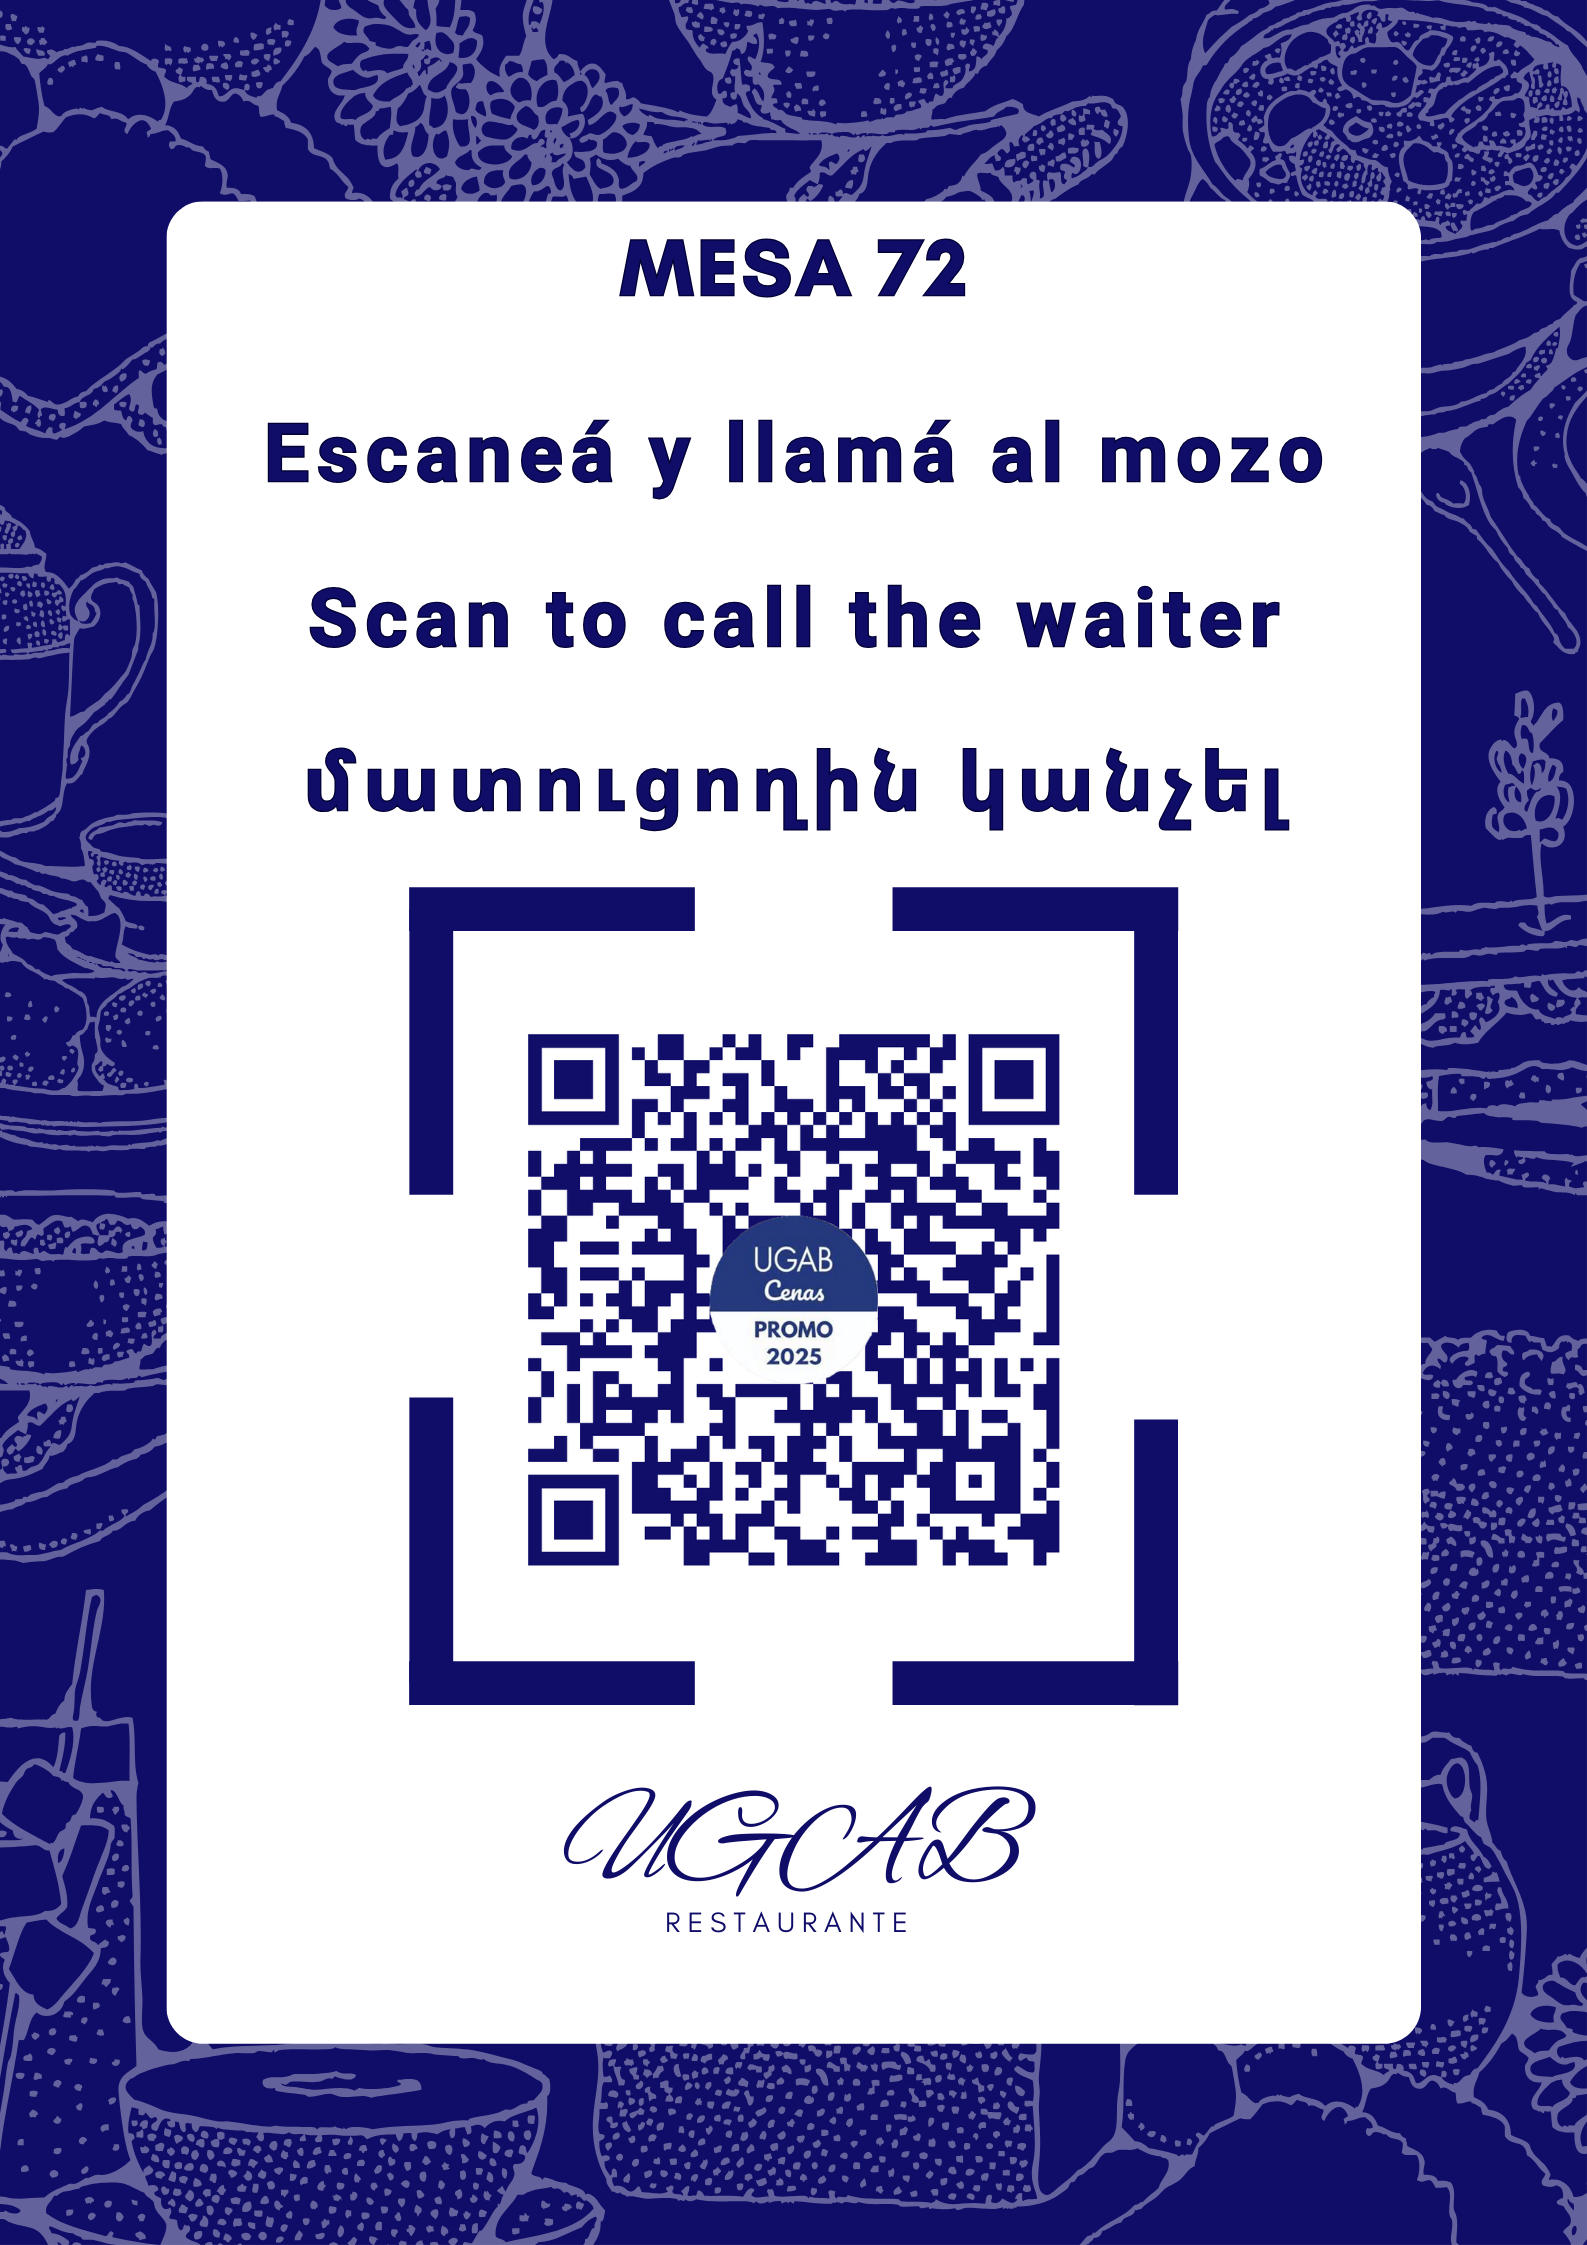 MESA 72
Escaneá y llamá al mozo
Scan to call the waiter
մատուցողին կանչել
UGAB
Cenas
PROMO
2025
UGAB
RESTAURANTE